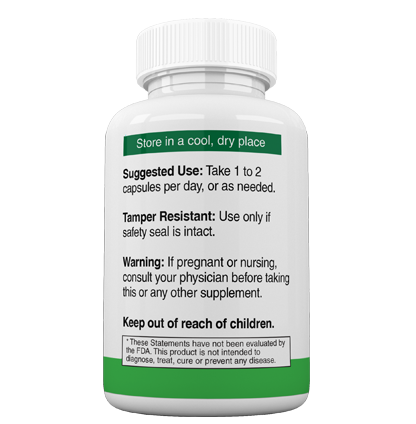 Store in a cool, dry place
Suggested Use: Take 1 to 2
capsules per day, or as needed.
Tamper Resistant: Use only if
safety seal is intact.
Warning: If pregnant or nursing,
consult your physician before taking
this or any other supplement.
Keep out of reach of children.
* These Statements have not been evaluated by
the FDA. This product is not intended to
diagnose, treat, cure or prevent any disease.